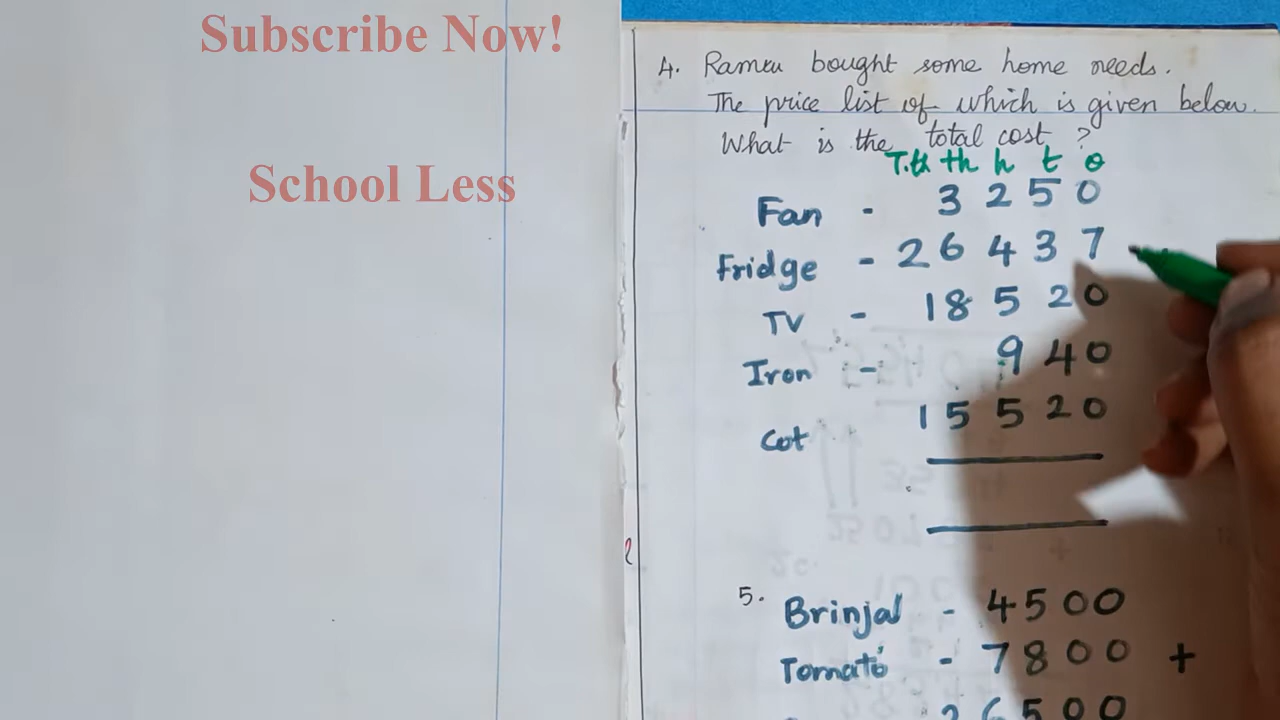 Subscribe Now!
School Less
4. Ramu bought some home needs.
The price list of which is given below.
What is the total cost ?
T.th th h t o
Fan - 3250
Fridge - 26437
TV - 18520
Iron - 940
Cot 15520
5. Brinjal - 4500
Tomato - 7800 +
26500